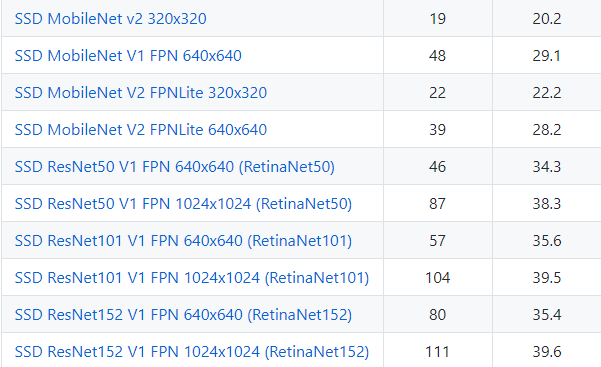 SSD MobileNet v2 320x320 19 20.2
SSD MobileNet V1 FPN 640x640 48 29.1
SSD MobileNet V2 FPNLite 320x320 22 22.2
SSD MobileNet V2 FPNLite 640x640 39 28.2
SSD ResNet50 V1 FPN 640x640 (RetinaNet50) 46 34.3
SSD ResNet50 V1 FPN 1024x1024 (RetinaNet50) 87 38.3
SSD ResNet101 V1 FPN 640x640 (RetinaNet101) 57 35.6
SSD ResNet101 V1 FPN 1024x1024 (RetinaNet101) 104 39.5
SSD ResNet152 V1 FPN 640x640 (RetinaNet152) 80 35.4
SSD ResNet152 V1 FPN 1024x1024 (RetinaNet152) 111 39.6